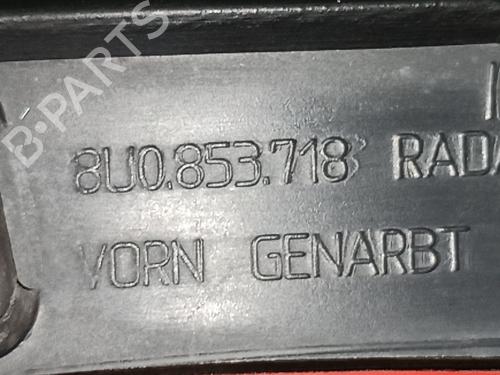 B-PARTS
8U0.853.718 RADA
VORN GENARBT